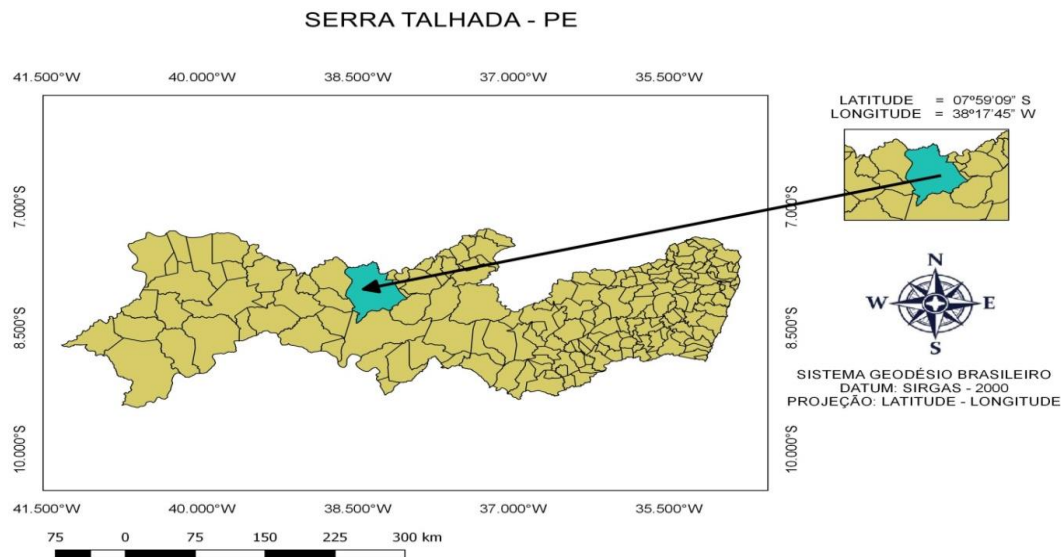 SERRA TALHADA - PE
41.500°W 40.000°W 38.500°W 37.000°W 35.500°W
LATITUDE = 07º59'09" S
LONGITUDE = 38º17'45" W
7.000°S 7.000°S
N
W E
S
8.500°S 8.500°S
SISTEMA GEODÉSIO BRASILEIRO
DATUM: SIRGAS - 2000
PROJEÇÃO: LATITUDE - LONGITUDE
10.000°S 10.000°S
41.500°W 40.000°W 38.500°W 37.000°W 35.500°W
75 0 75 150 225 300 km